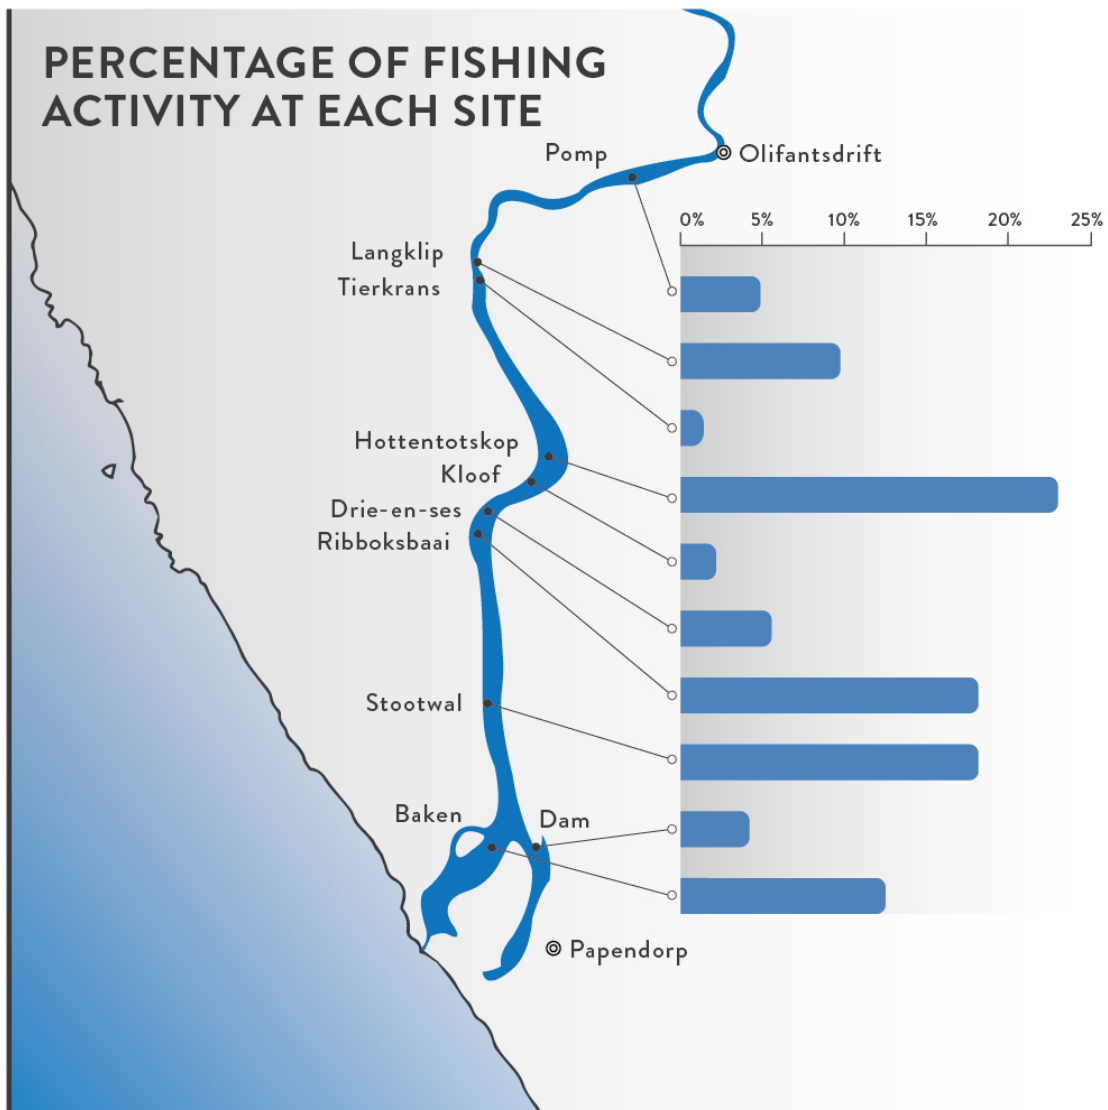 PERCENTAGE OF FISHING
ACTIVITY AT EACH SITE
Pomp
Olifantsdrift
0% 5% 10% 15% 20% 25%
Langklip
Tierkrans
Hottentotskop
Kloof
Drie-en-ses
Ribboksbaai
Stootwal
Baken
Dam
Papendorp